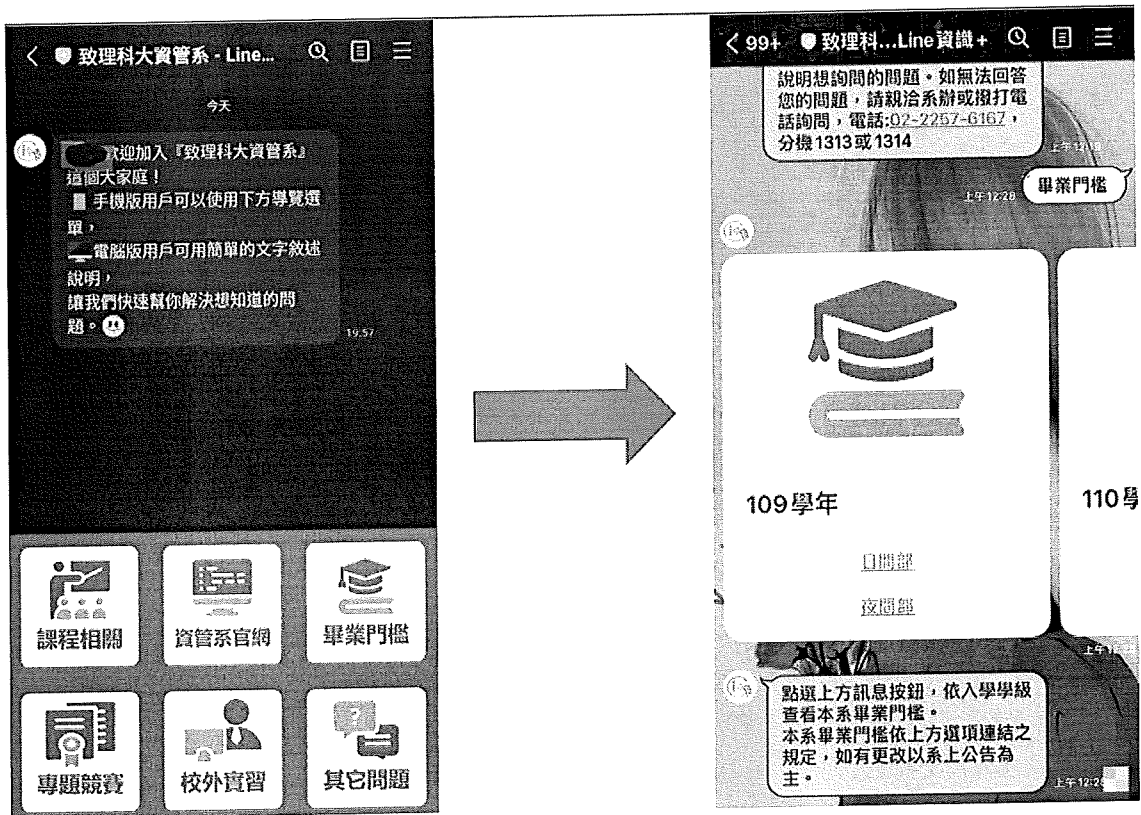 致理科大資管系 - Line...
今天
歡迎加入『致理科大資管系』
這個大家庭！
手機版用戶可以使用下方導覽選
單，
電腦版用戶可用簡單的文字敘述
說明，
讓我們快速幫你解決想知道的問
題。
19:57
課程相關
資管系官網
畢業門檻
專題競賽
校外實習
其它問題
99+ 致理科...Line資識+
說明想詢問的問題。如無法回答
您的問題，請親洽系辦或撥打電
話詢問，電話:02-2257-6167，
分機1313或1314
畢業門檻
上午12:28
109學年
110學
日間部
夜間部
點選上方訊息按鈕，依入學學級
查看本系畢業門檻。
本系畢業門檻依上方選項連結之
規定，如有更改以系上公告為
主。
上午12:28